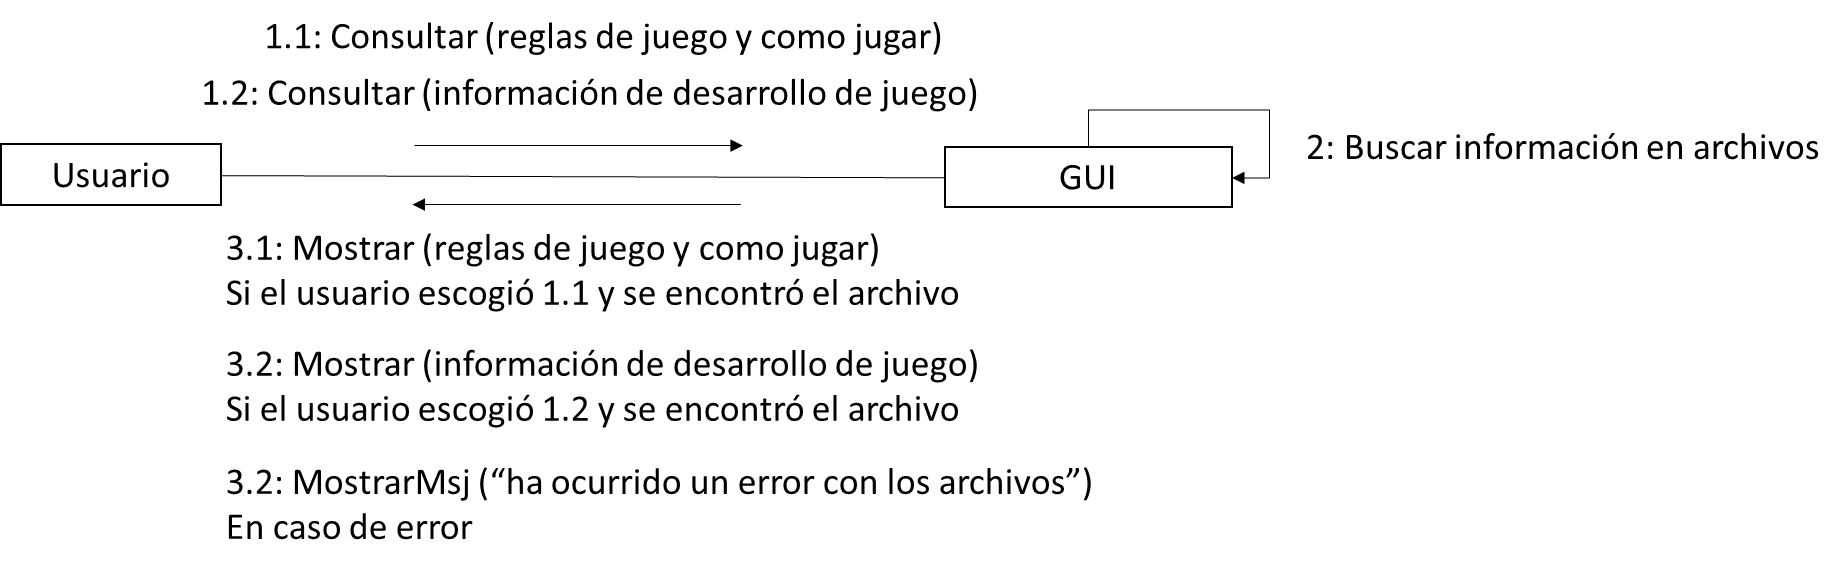 1.1: Consultar (reglas de juego y como jugar)
1.2: Consultar (información de desarrollo de juego)
2: Buscar información en archivos
Usuario
GUI
3.1: Mostrar (reglas de juego y como jugar)
Si el usuario escogió 1.1 y se encontró el archivo
3.2: Mostrar (información de desarrollo de juego)
Si el usuario escogió 1.2 y se encontró el archivo
3.2: MostrarMsj (“ha ocurrido un error con los archivos”)
En caso de error